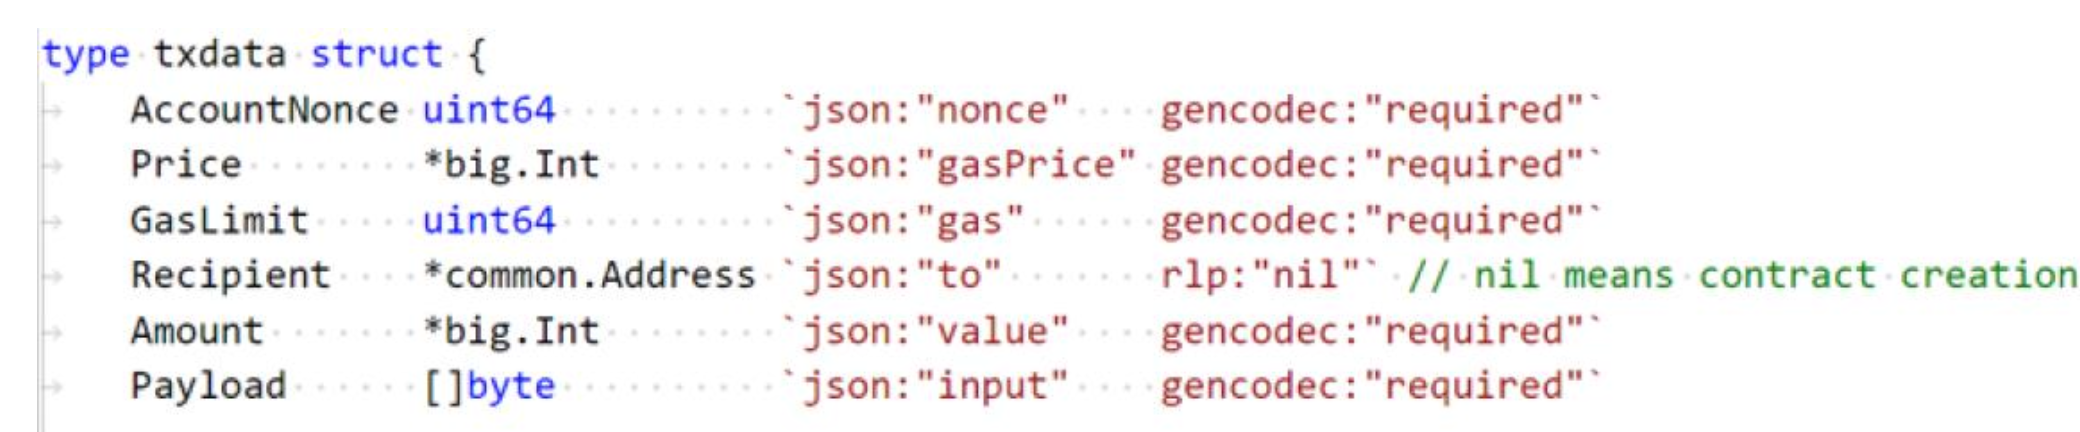 type txdata struct {
    AccountNonce uint64          `json:"nonce"    gencodec:"required"`
    Price        *big.Int        `json:"gasPrice" gencodec:"required"`
    GasLimit     uint64          `json:"gas"      gencodec:"required"`
    Recipient    *common.Address `json:"to"       rlp:"nil"` // nil means contract creation
    Amount       *big.Int        `json:"value"    gencodec:"required"`
    Payload      []byte          `json:"input"    gencodec:"required"`